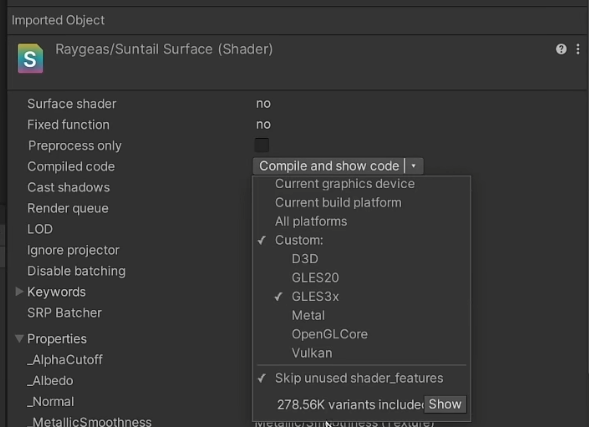 Imported Object
S
Raygeas/Suntail Surface (Shader)
Surface shader no
Fixed function no
Preprocess only
Compiled code Compile and show code
Cast shadows
Current graphics device
Render queue
Current build platform
LOD
All platforms
Ignore projector
Custom:
D3D
Disable batching
GLES20
Keywords
GLES3x
SRP Batcher
Metal
OpenGLCore
Properties
Vulkan
_AlphaCutoff
_Albedo
Skip unused shader_features
_Normal
278.56K variants include Show
_MetallicSmoothness
(Texture)